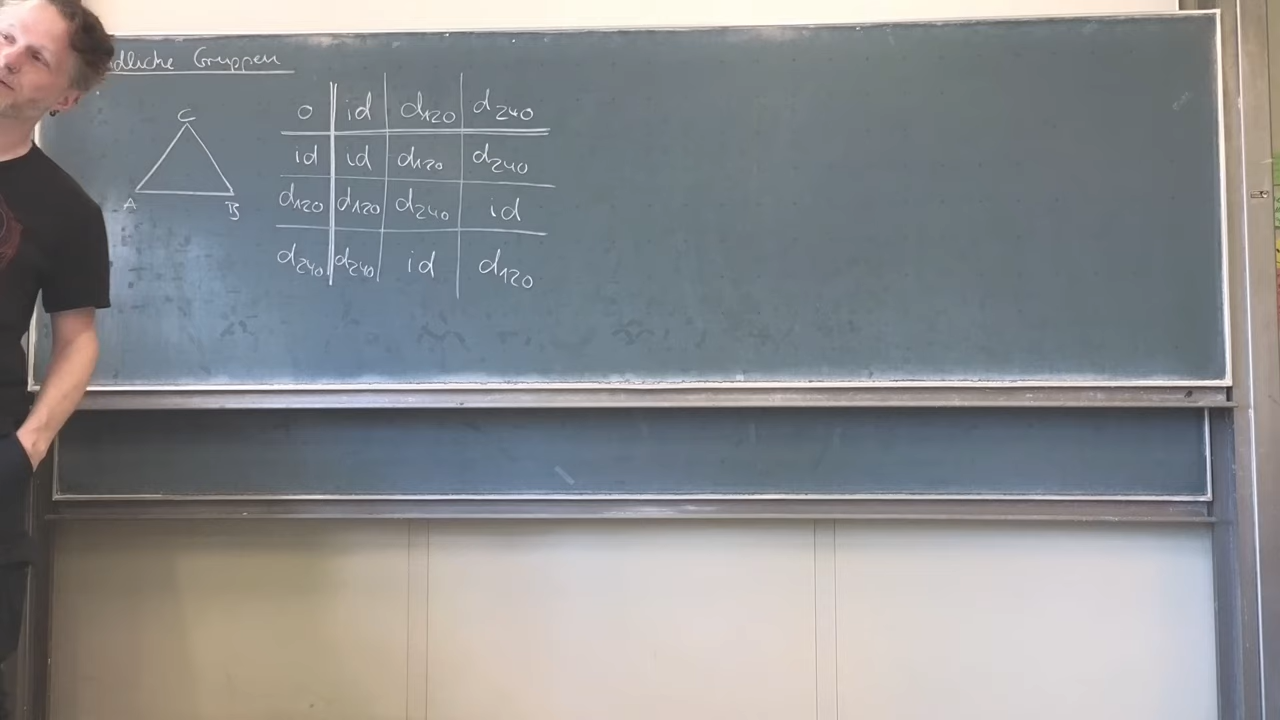 dliche Gruppen
C
A B
o id d120 d240
id id d120 d240
d120 d120 d240 id
d240 d240 id d120